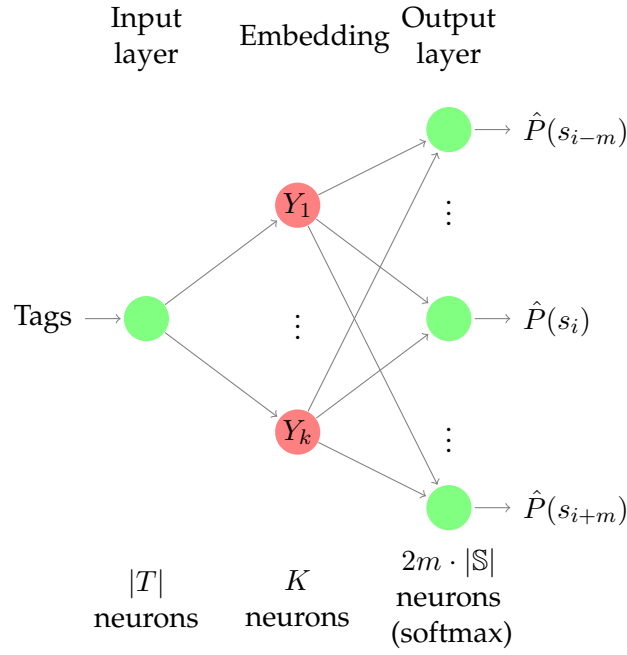 Input
layer
Embedding
Output
layer
P̂(s_{i−m})
⋮
Y_1
Tags
⋮
P̂(s_i)
Y_k
⋮
P̂(s_{i+m})
|T|
neurons
K
neurons
2m · |𝕊|
neurons
(softmax)